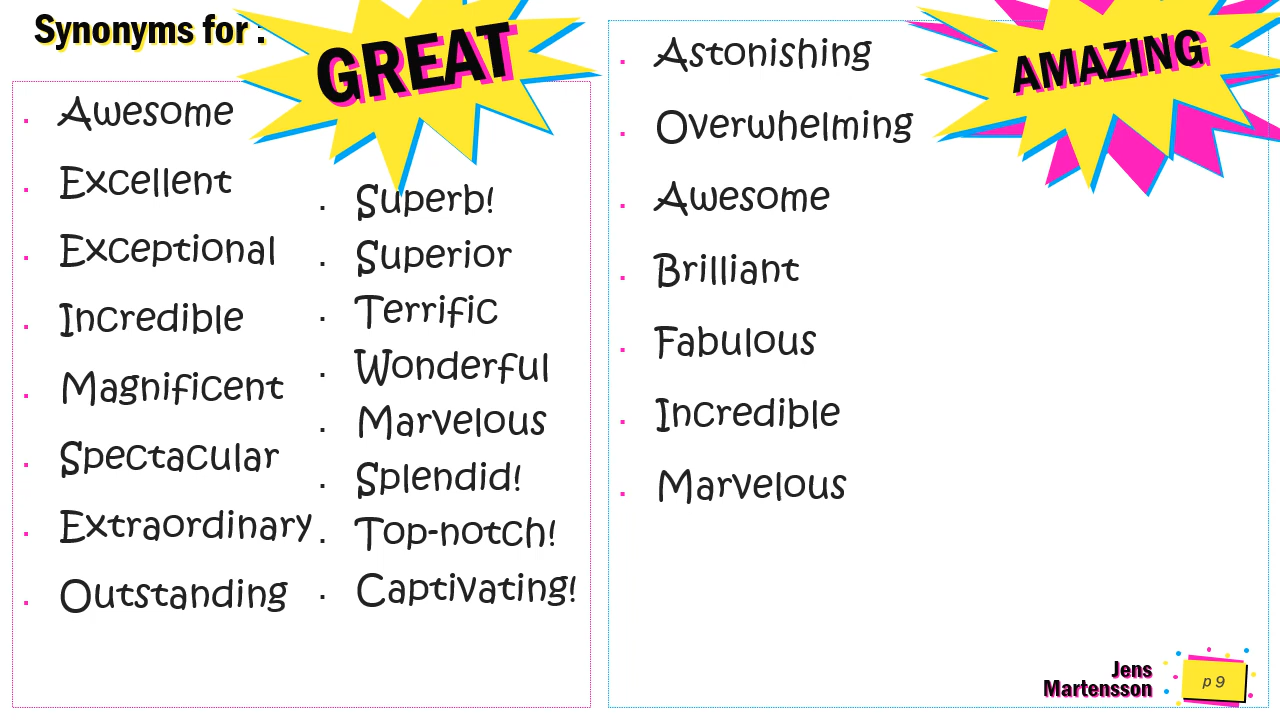 Synonyms for :
GREAT
Awesome
Excellent
Exceptional
Incredible
Magnificent
Spectacular
Extraordinary
Outstanding
Superb!
Superior
Terrific
Wonderful
Marvelous
Splendid!
Top-notch!
Captivating!
AMAZING
Astonishing
Overwhelming
Awesome
Brilliant
Fabulous
Incredible
Marvelous
Jens
Martensson
p 9